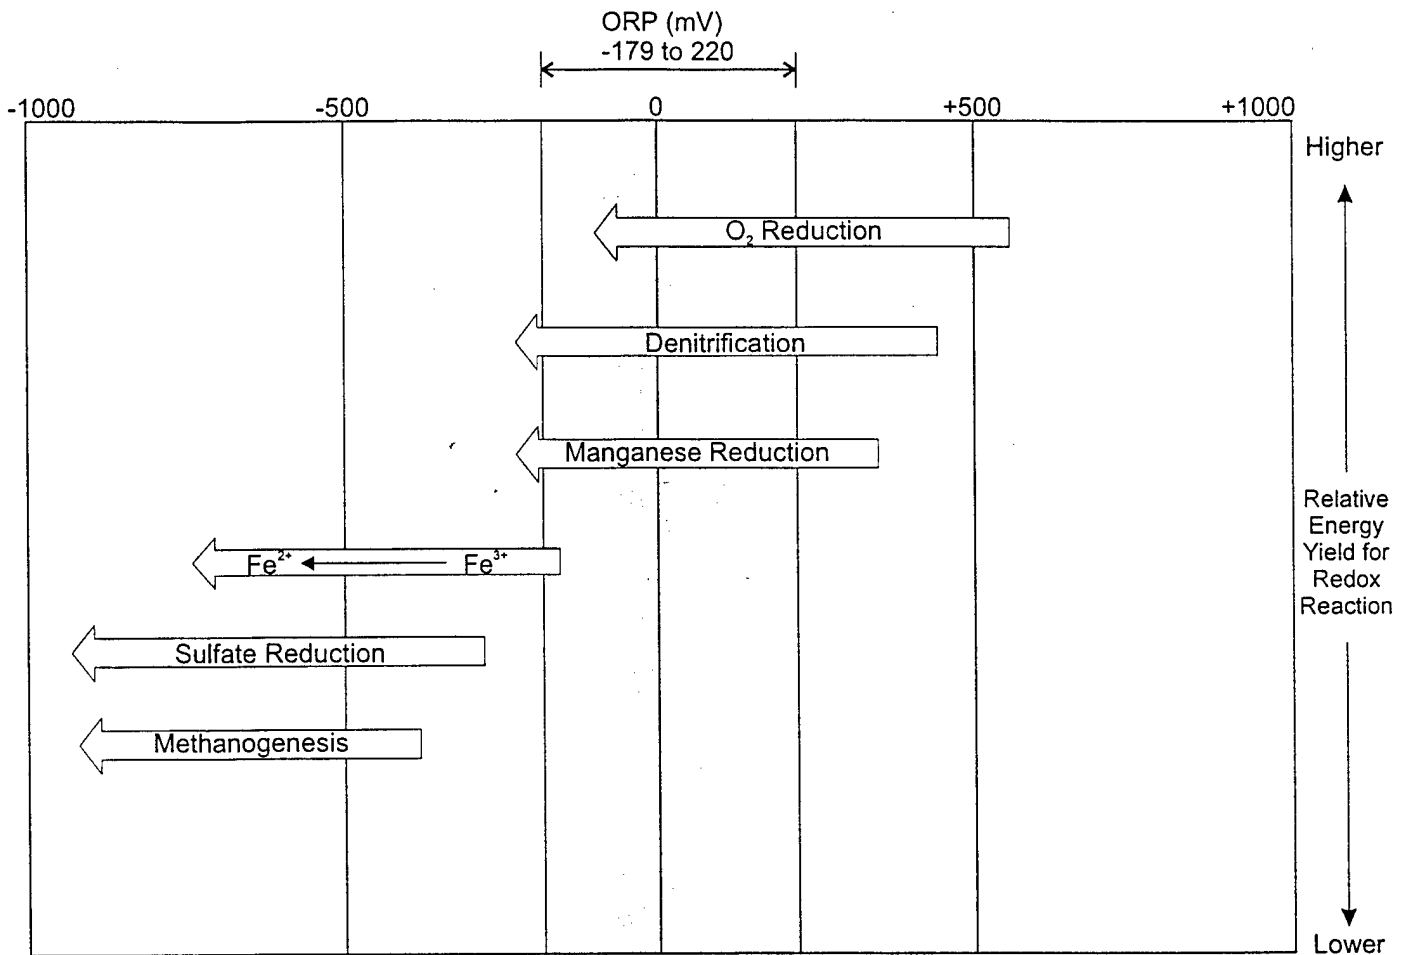 ORP (mV)
-179 to 220
-1000 -500 0 +500 +1000
Higher
O₂ Reduction
Denitrification
Manganese Reduction
Relative
Energy
Yield for
Redox
Reaction
Fe²⁺ Fe³⁺
Sulfate Reduction
Methanogenesis
Lower